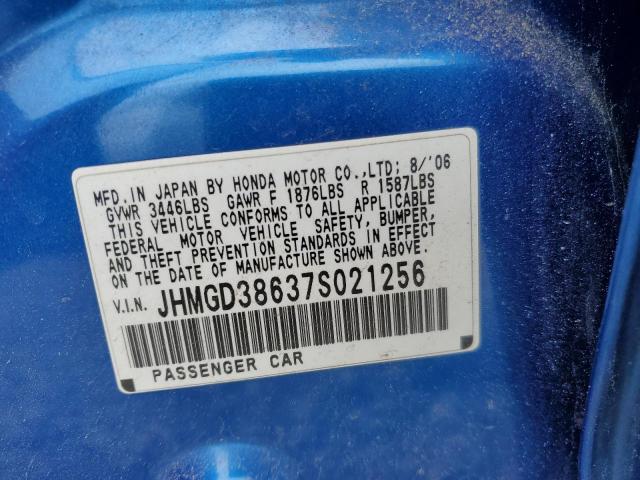 MFD. IN JAPAN BY HONDA MOTOR CO.,LTD; 8/'06
GVWR 3446LBS GAWR F 1876LBS R 1587LBS
THIS VEHICLE CONFORMS TO ALL APPLICABLE
FEDERAL MOTOR VEHICLE SAFETY, BUMPER,
AND THEFT PREVENTION STANDARDS IN EFFECT
ON THE DATE OF MANUFACTURE SHOWN ABOVE.
V.I.N. JHMGD38637S021256
PASSENGER CAR